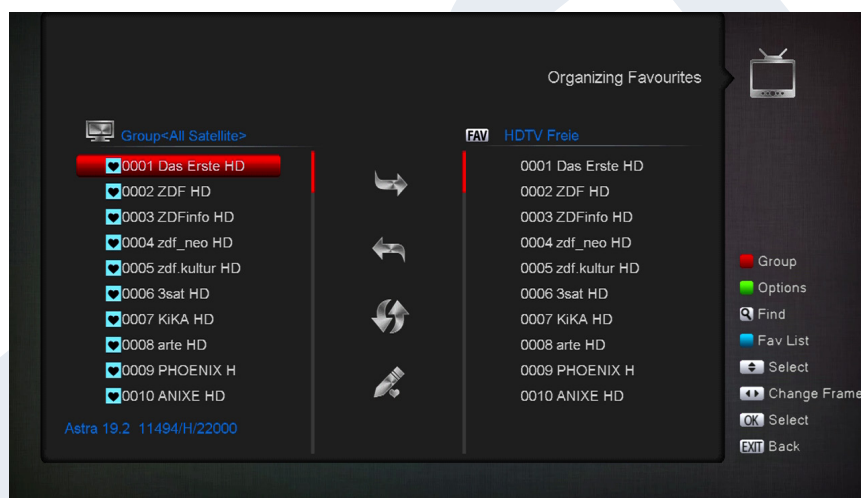 Organizing Favourites
Group<All Satellite>
0001 Das Erste HD
0002 ZDF HD
0003 ZDFinfo HD
0004 zdf_neo HD
0005 zdf.kultur HD
0006 3sat HD
0007 KiKA HD
0008 arte HD
0009 PHOENIX H
0010 ANIXE HD
Astra 19.2 11494/H/22000
FAV HDTV Freie
0001 Das Erste HD
0002 ZDF HD
0003 ZDFinfo HD
0004 zdf_neo HD
0005 zdf.kultur HD
0006 3sat HD
0007 KiKA HD
0008 arte HD
0009 PHOENIX H
0010 ANIXE HD
Group
Options
Find
Fav List
Select
Change Frame
OK Select
EXIT Back